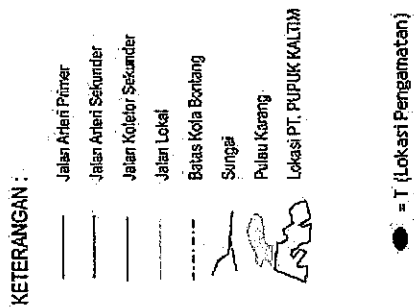 KETERANGAN :
Jalan Arteri Primer
Jalan Arteri Sekunder
Jalan Kolektor Sekunder
Jalan Lokal
Batas Kota Bontang
Sungai
Pulau Karang
Lokasi PT. PUPUK KALTIM
= T (Lokasi Pengamatan)